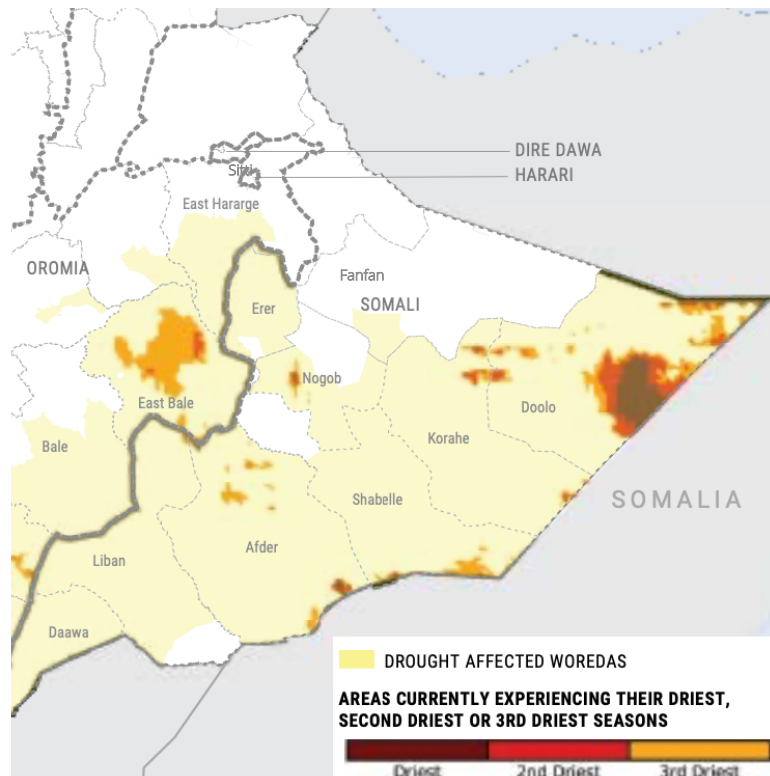 DIRE DAWA
Sitti
HARARI
East Hararge
OROMIA
Fanfan
SOMALI
Erer
Nogob
East Bale
Doolo
Bale
Korahe
Shabelle
SOMALIA
Afder
Liban
Daawa
DROUGHT AFFECTED WOREDAS
AREAS CURRENTLY EXPERIENCING THEIR DRIEST,
SECOND DRIEST OR 3RD DRIEST SEASONS
Driest 2nd Driest 3rd Driest